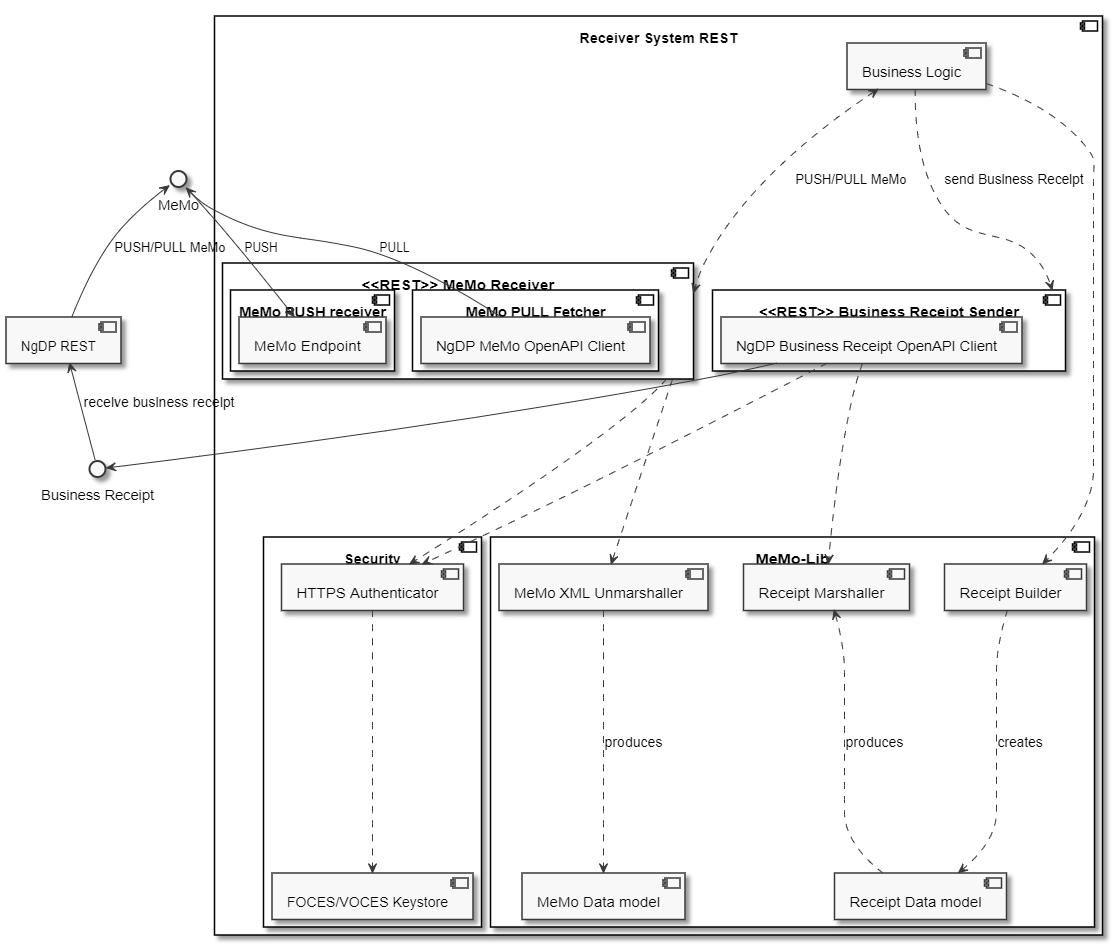 Receiver System REST
Business Logic
MeMo
PUSH/PULL MeMo
send Business Receipt
PUSH/PULL MeMo
PUSH
PULL
<<REST>> MeMo Receiver
MeMo PUSH receiver
MeMo PULL Fetcher
<<REST>> Business Receipt Sender
NgDP REST
MeMo Endpoint
NgDP MeMo OpenAPI Client
NgDP Business Receipt OpenAPI Client
receive business receipt
Business Receipt
Security
MeMo-Lib
HTTPS Authenticator
MeMo XML Unmarshaller
Receipt Marshaller
Receipt Builder
produces
produces
creates
FOCES/VOCES Keystore
MeMo Data model
Receipt Data model